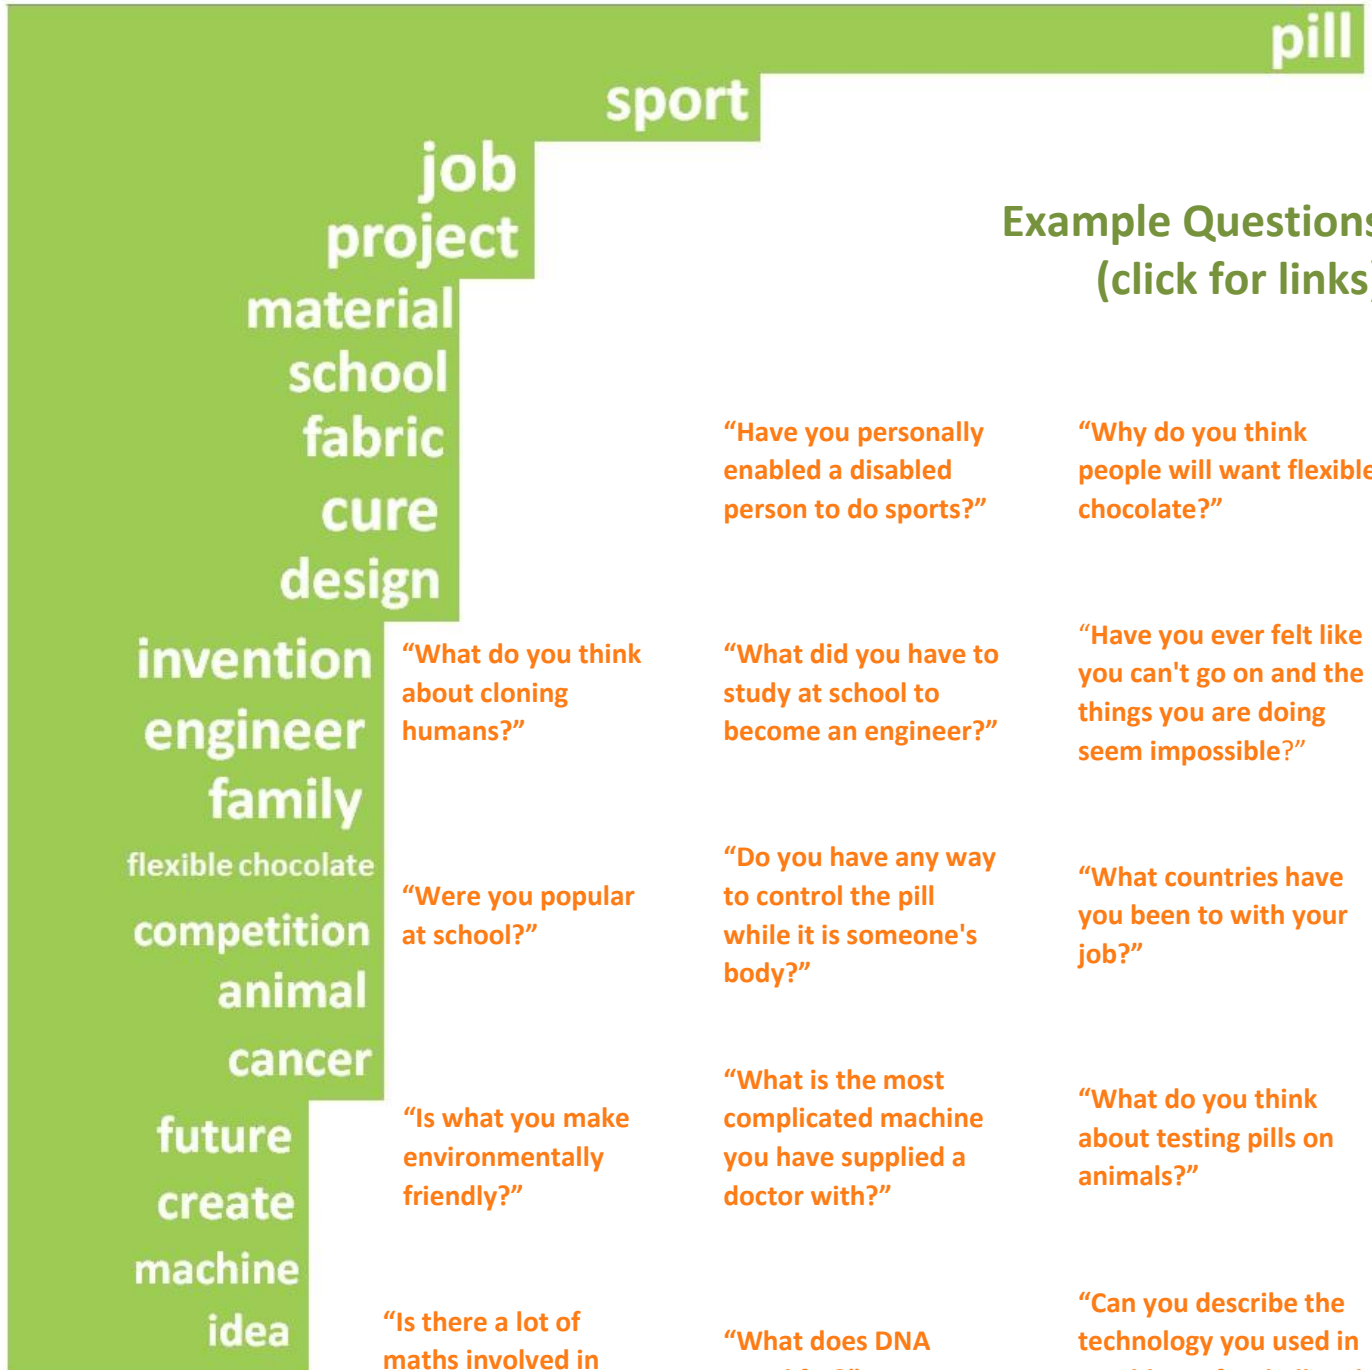 pill
sport
job
project
material
school
fabric
cure
design
invention
engineer
family
flexible chocolate
competition
animal
cancer
future
create
machine
idea
Example Questions
(click for links)
“Have you personally
enabled a disabled
person to do sports?”
“Why do you think
people will want flexible
chocolate?”
“What do you think
about cloning
humans?”
“What did you have to
study at school to
become an engineer?”
“Have you ever felt like
you can't go on and the
things you are doing
seem impossible?”
“Were you popular
at school?”
“Do you have any way
to control the pill
while it is someone's
body?”
“What countries have
you been to with your
job?”
“Is what you make
environmentally
friendly?”
“What is the most
complicated machine
you have supplied a
doctor with?”
“What do you think
about testing pills on
animals?”
“Is there a lot of
maths involved in
“What does DNA
“Can you describe the
technology you used in